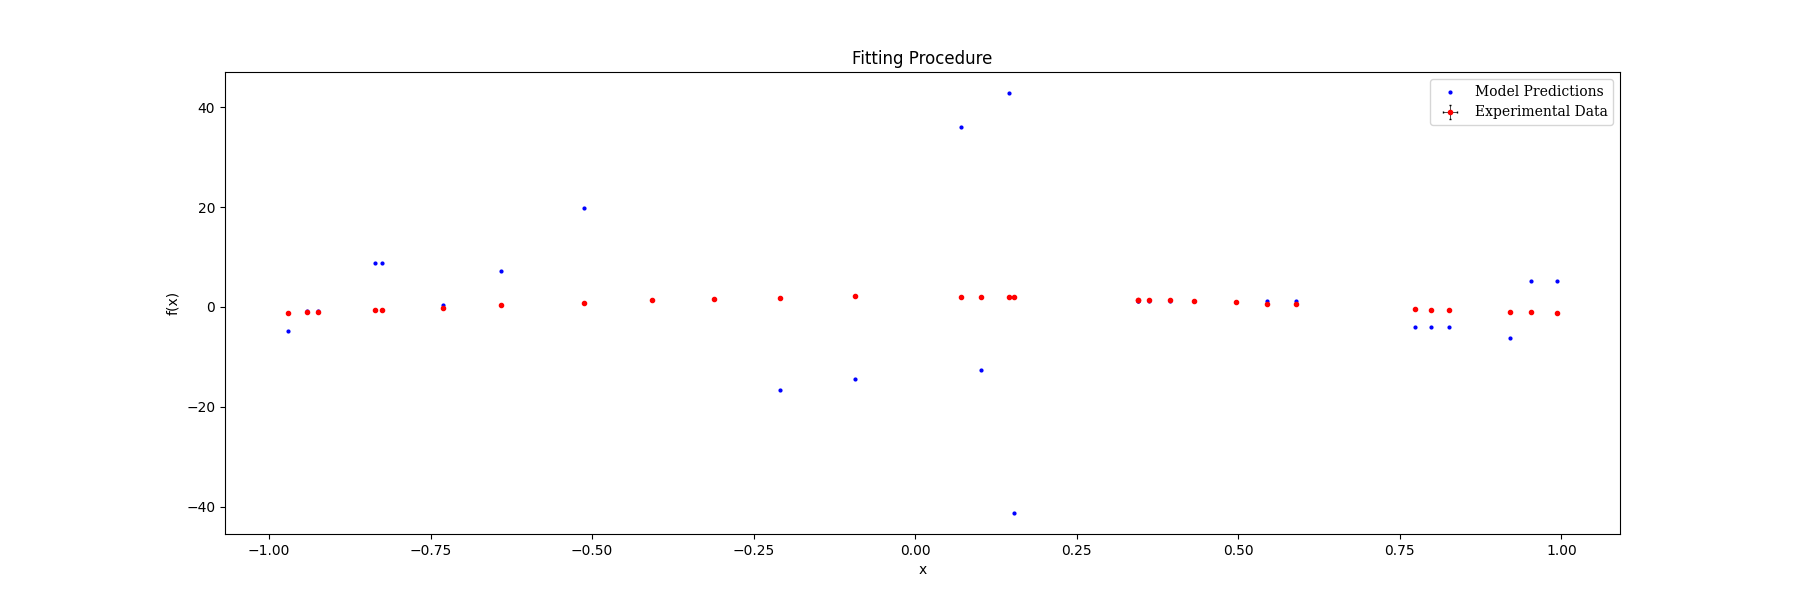 Fitting Procedure
Model Predictions
Experimental Data
f(x)
40
20
0
−20
−40
−1.00
−0.75
−0.50
−0.25
0.00
0.25
0.50
0.75
1.00
x